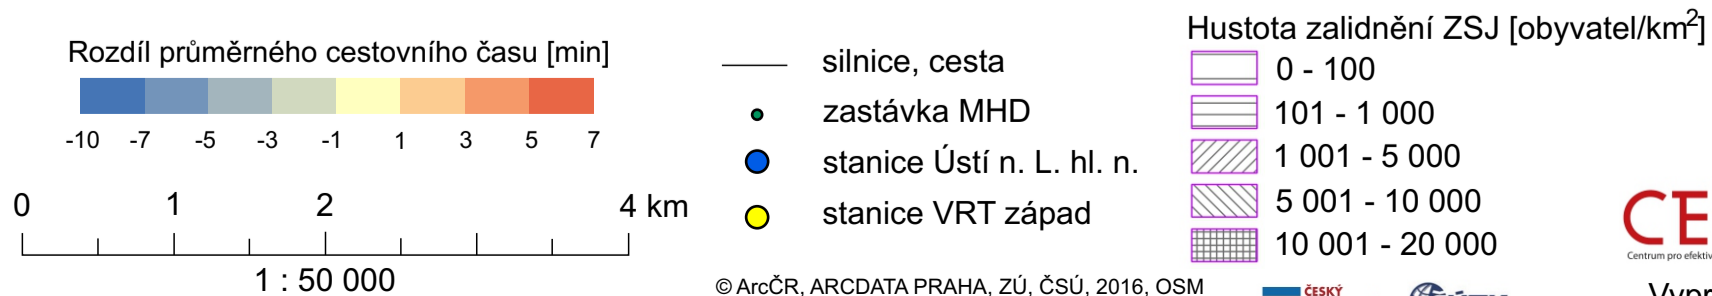 Rozdíl průměrného cestovního času [min]
-10 -7 -5 -3 -1 1 3 5 7
0 1 2 4 km
1 : 50 000
silnice, cesta
zastávka MHD
stanice Ústí n. L. hl. n.
stanice VRT západ
© ArcČR, ARCDATA PRAHA, ZÚ, ČSÚ, 2016, OSM
Hustota zalidnění ZSJ [obyvatel/km²]
0 - 100
101 - 1 000
1 001 - 5 000
5 001 - 10 000
10 001 - 20 000
CE
Centrum pro efektiv
ČESKÝ